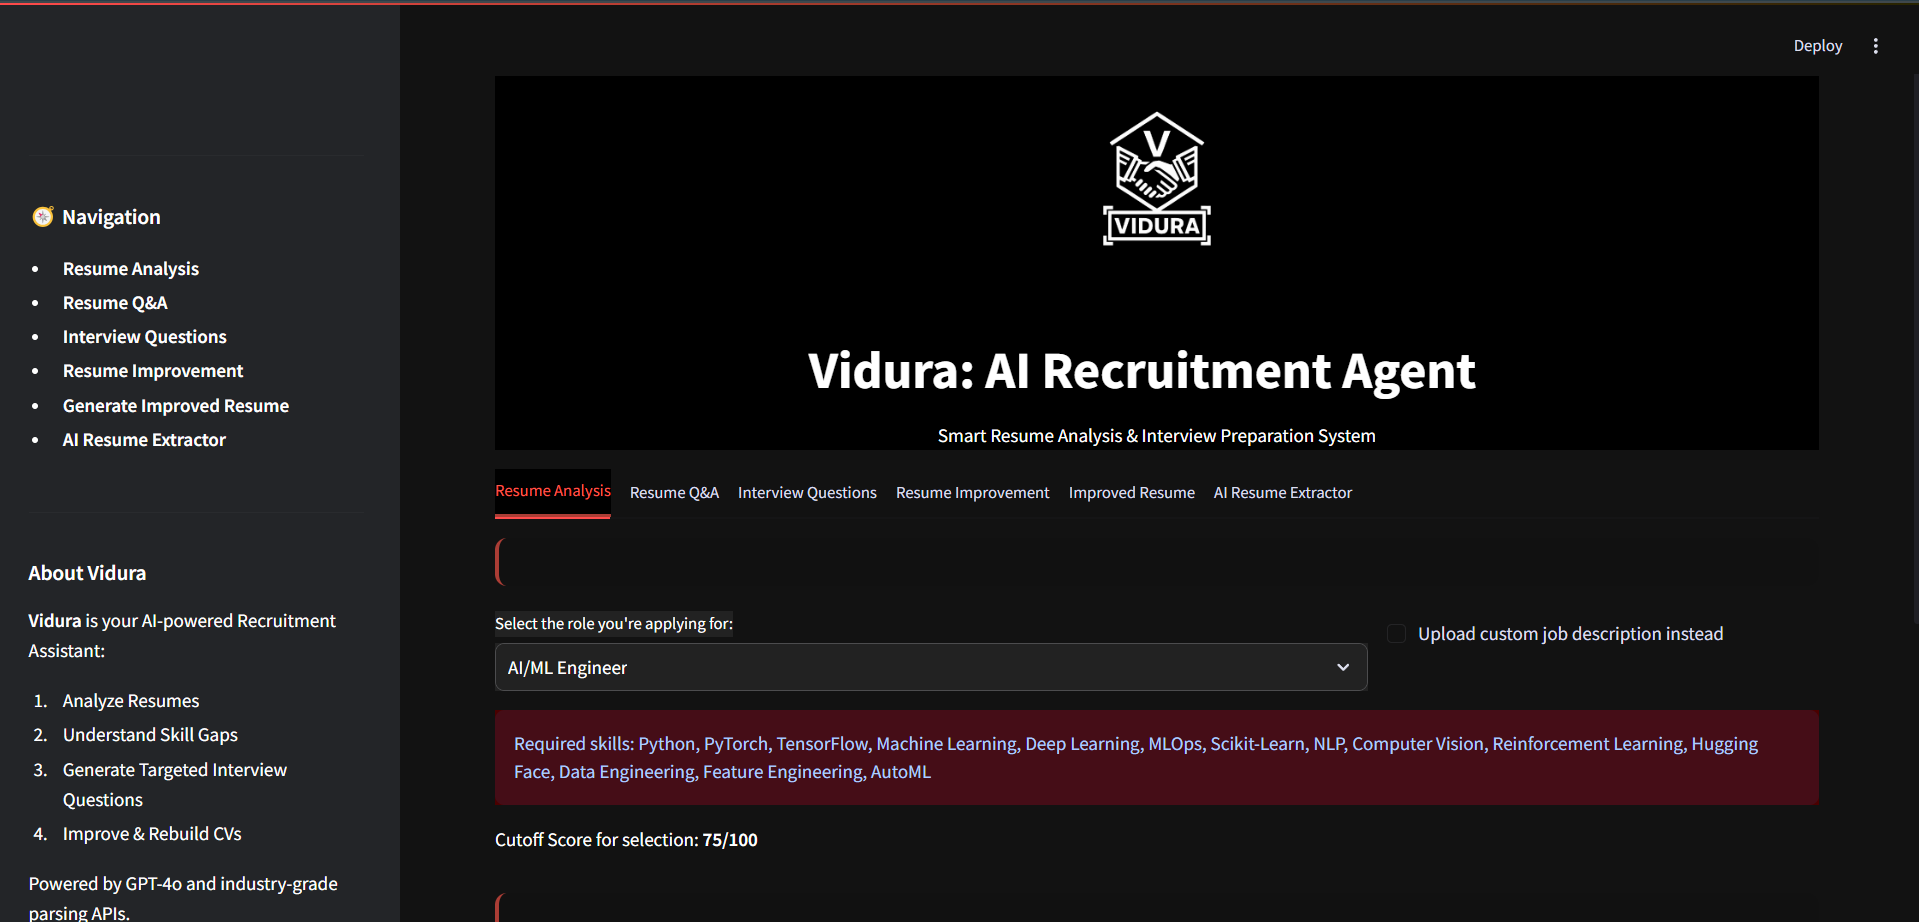 Deploy
Navigation
Resume Analysis
Resume Q&A
Interview Questions
Resume Improvement
Generate Improved Resume
AI Resume Extractor
About Vidura
Vidura is your AI-powered Recruitment
Assistant:
1. Analyze Resumes
2. Understand Skill Gaps
3. Generate Targeted Interview
Questions
4. Improve & Rebuild CVs
Powered by GPT-4o and industry-grade
parsing APIs.
V
VIDURA
Vidura: AI Recruitment Agent
Smart Resume Analysis & Interview Preparation System
Resume Analysis Resume Q&A Interview Questions Resume Improvement Improved Resume AI Resume Extractor
Select the role you're applying for:
Upload custom job description instead
AI/ML Engineer
Required skills: Python, PyTorch, TensorFlow, Machine Learning, Deep Learning, MLOps, Scikit-Learn, NLP, Computer Vision, Reinforcement Learning, Hugging
Face, Data Engineering, Feature Engineering, AutoML
Cutoff Score for selection: 75/100